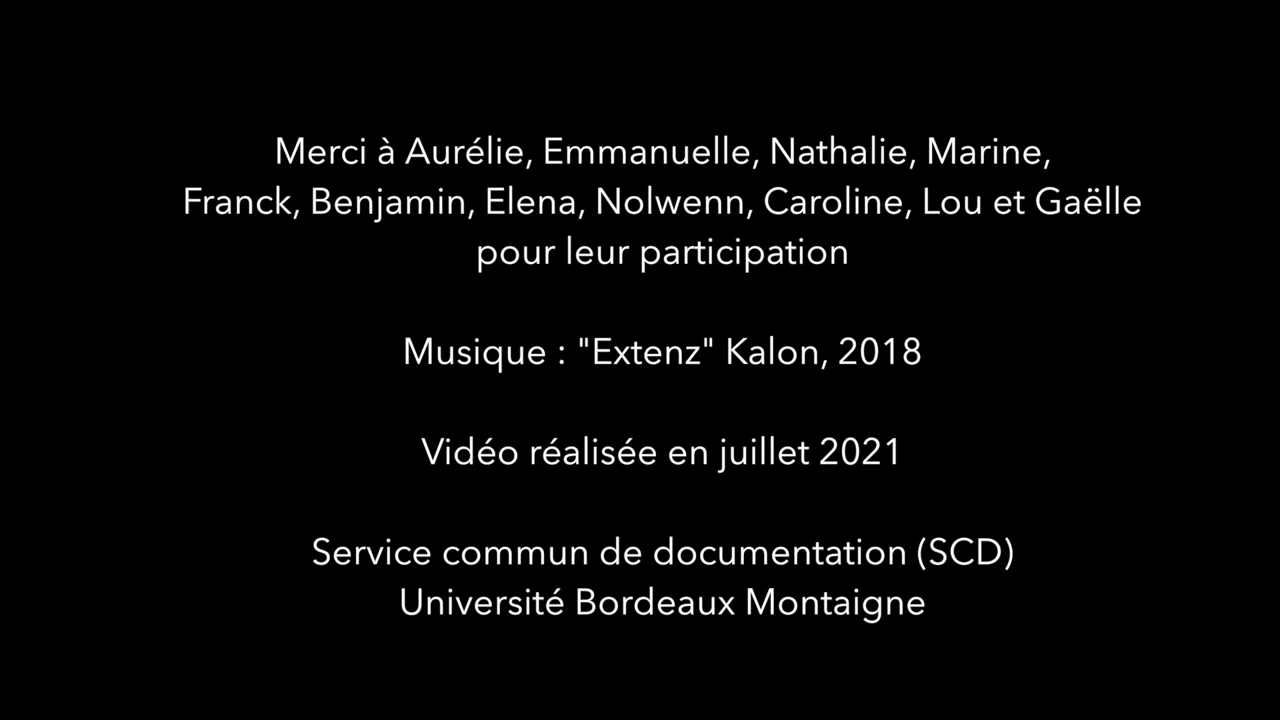 Merci à Aurélie, Emmanuelle, Nathalie, Marine,
Franck, Benjamin, Elena, Nolwenn, Caroline, Lou et Gaëlle
pour leur participation
Musique : "Extenz" Kalon, 2018
Vidéo réalisée en juillet 2021
Service commun de documentation (SCD)
Université Bordeaux Montaigne